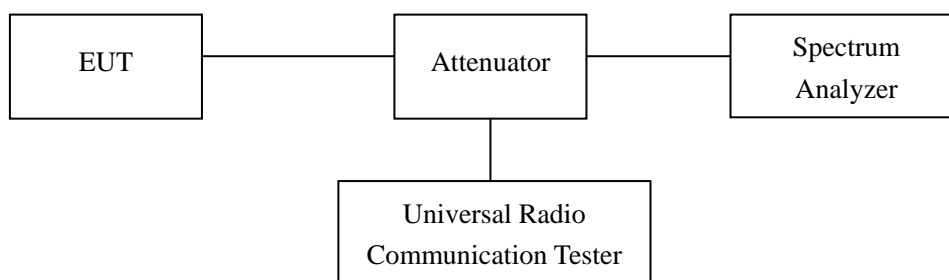 EUT
Attenuator
Spectrum
Analyzer
Universal Radio
Communication Tester